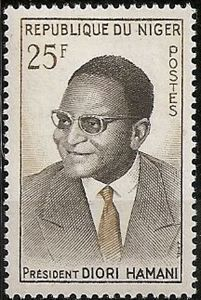 REPUBLIQUE DU NIGER
25F
POSTES
PRÉSIDENT DIORI HAMANI